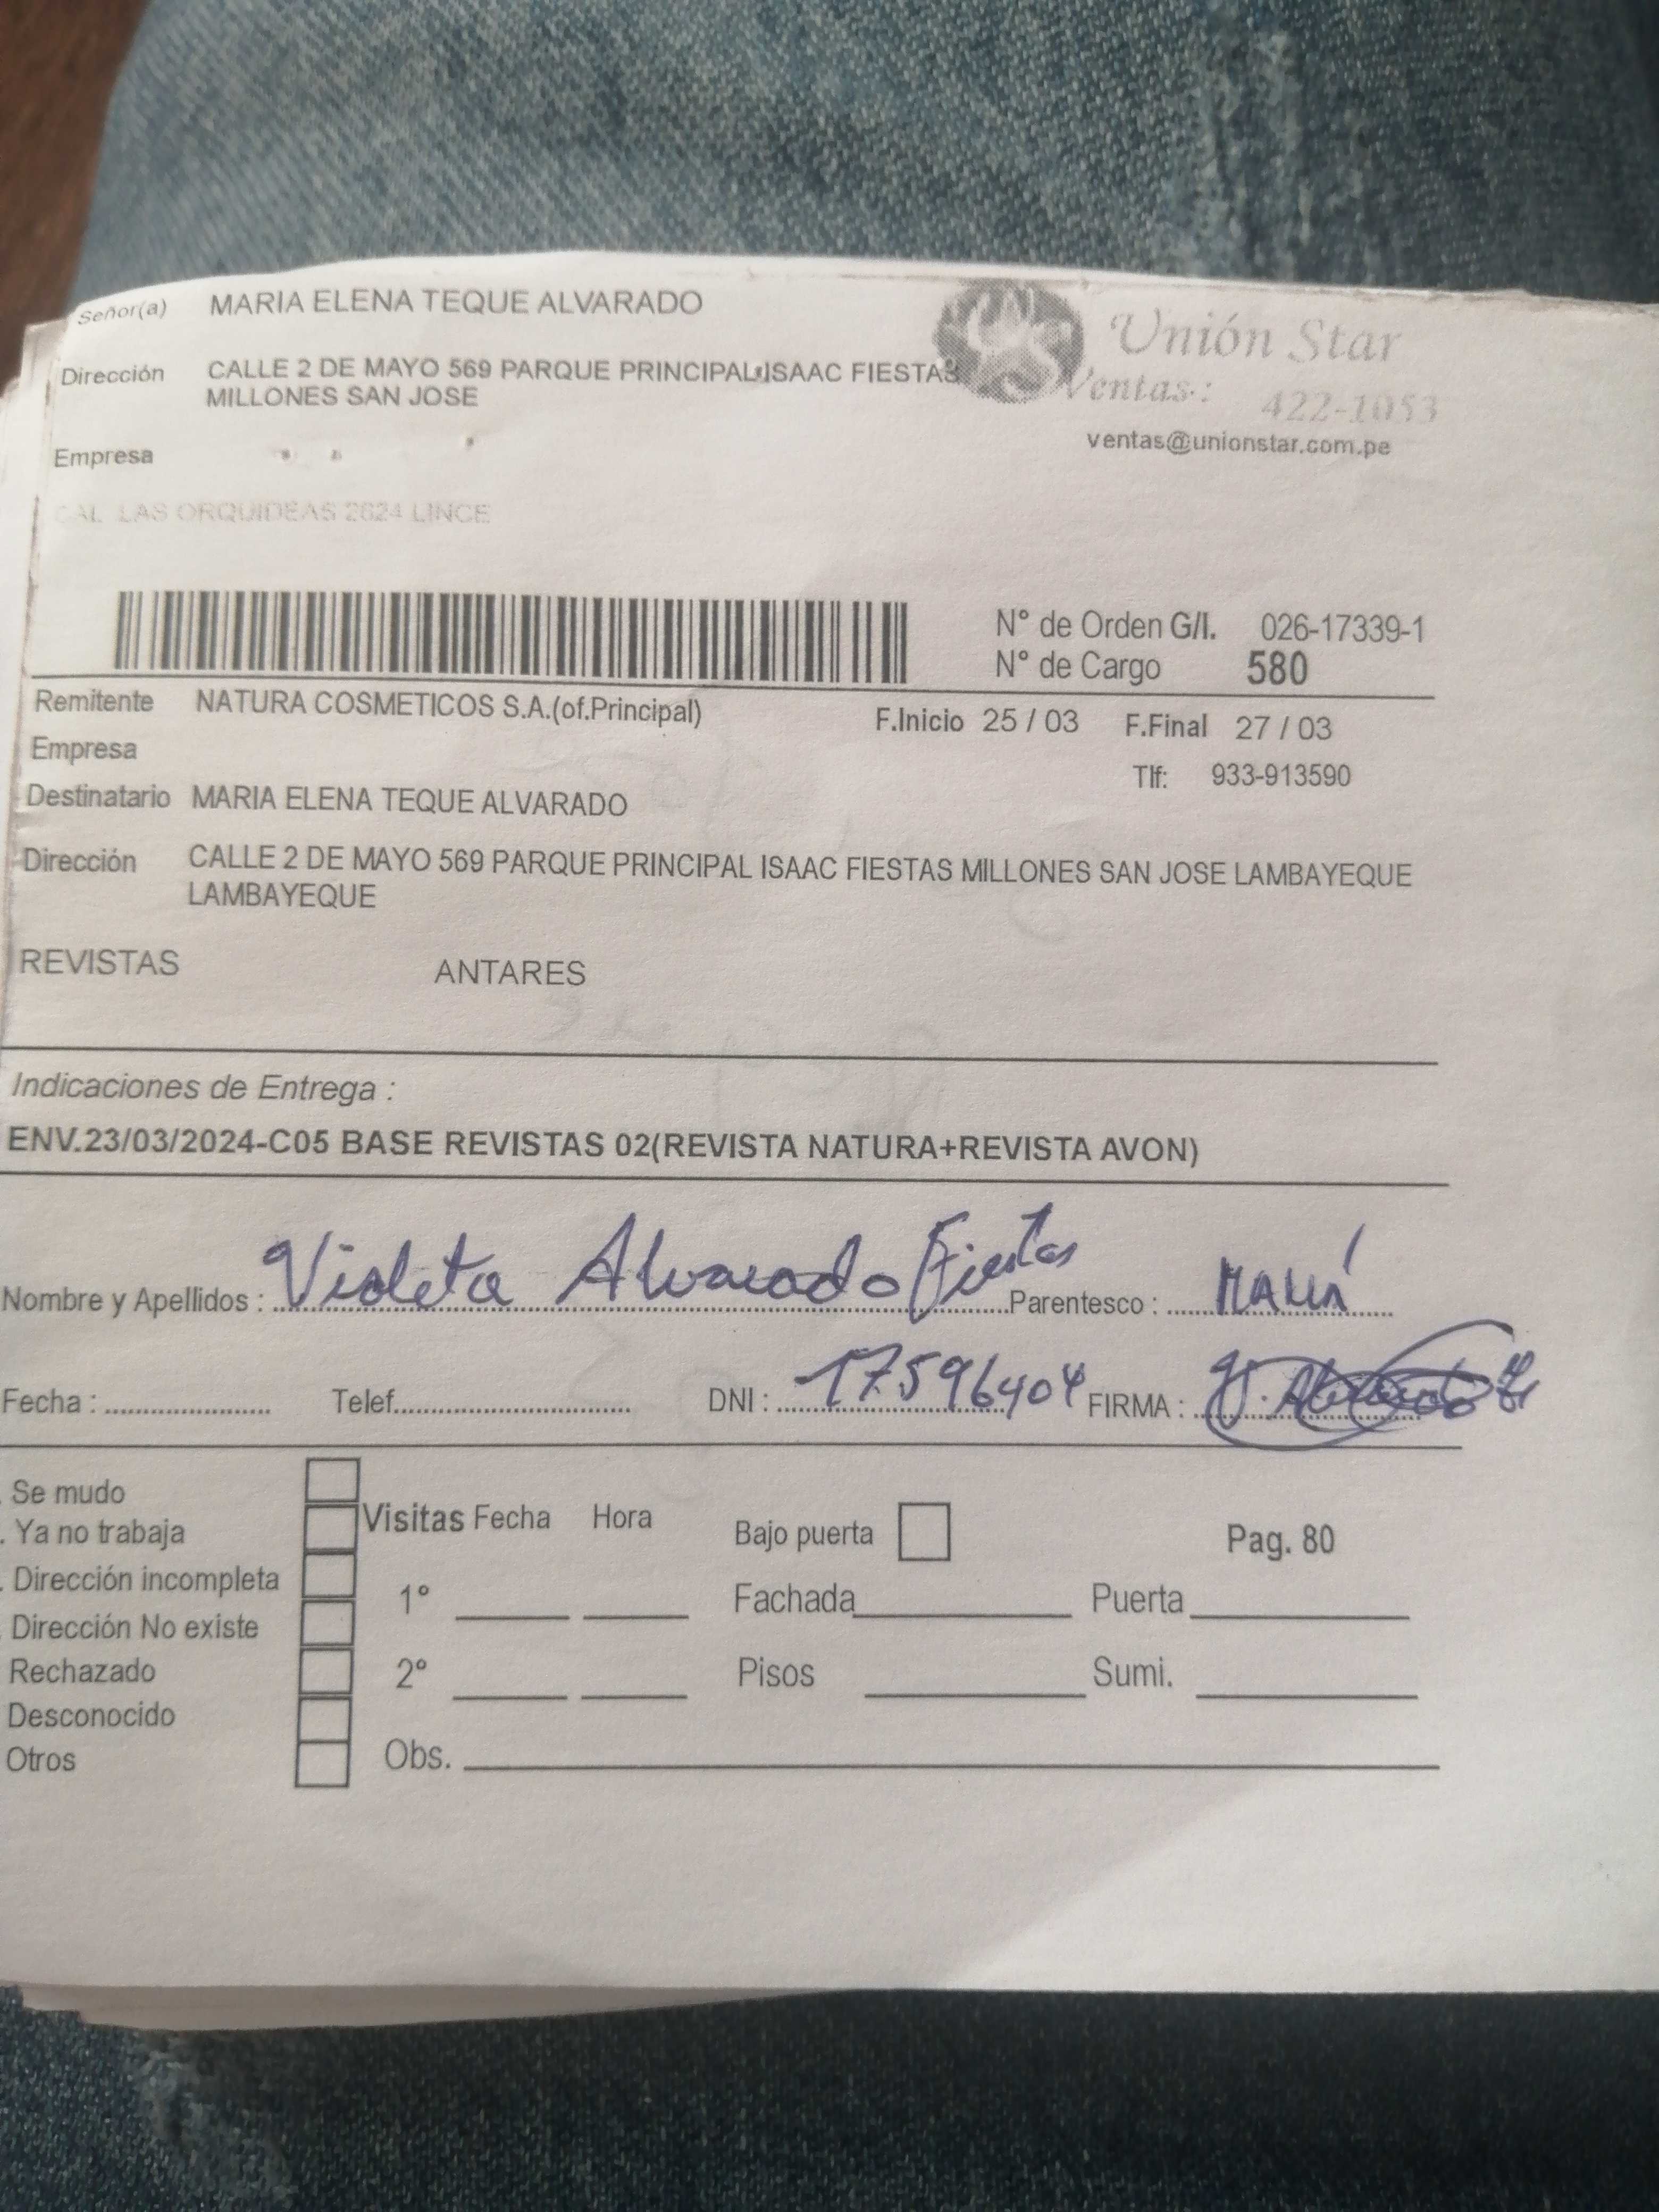 Señor(a) MARIA ELENA TEQUE ALVARADO
Unión Star
Dirección CALLE 2 DE MAYO 569 PARQUE PRINCIPAL ISAAC FIESTAS
MILLONES SAN JOSE
Ventas: 422-1053
ventas@unionstar.com.pe
Empresa
CAL LAS ORQUIDEAS 2624 LINCE
N° de Orden G/I. 026-17339-1
N° de Cargo 580
Remitente NATURA COSMETICOS S.A.(of.Principal) F.Inicio 25 / 03 F.Final 27 / 03
Empresa
Tlf: 933-913590
Destinatario MARIA ELENA TEQUE ALVARADO
Dirección CALLE 2 DE MAYO 569 PARQUE PRINCIPAL ISAAC FIESTAS MILLONES SAN JOSE LAMBAYEQUE
LAMBAYEQUE
REVISTAS ANTARES
Indicaciones de Entrega :
ENV.23/03/2024-C05 BASE REVISTAS 02(REVISTA NATURA+REVISTA AVON)
Nombre y Apellidos : Violeta Alvarado Fiestas Parentesco : MAMÁ
Fecha : Telef. DNI : 17596404 FIRMA :
Se mudo
Ya no trabaja
Dirección incompleta
Dirección No existe
Rechazado
Desconocido
Otros
Visitas Fecha Hora
1°
2°
Obs.
Bajo puerta Pag. 80
Fachada Puerta
Pisos Sumi.